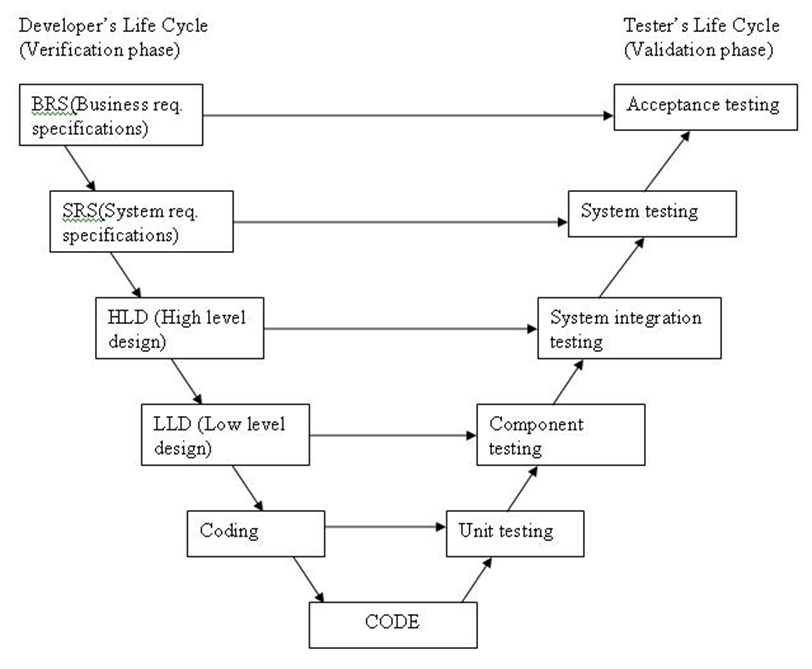 Developer's Life Cycle
(Verification phase)
Tester's Life Cycle
(Validation phase)
BRS(Business req.
specifications)
Acceptance testing
SRS(System req.
specifications)
System testing
HLD (High level
design)
System integration
testing
LLD (Low level
design)
Component
testing
Coding
Unit testing
CODE